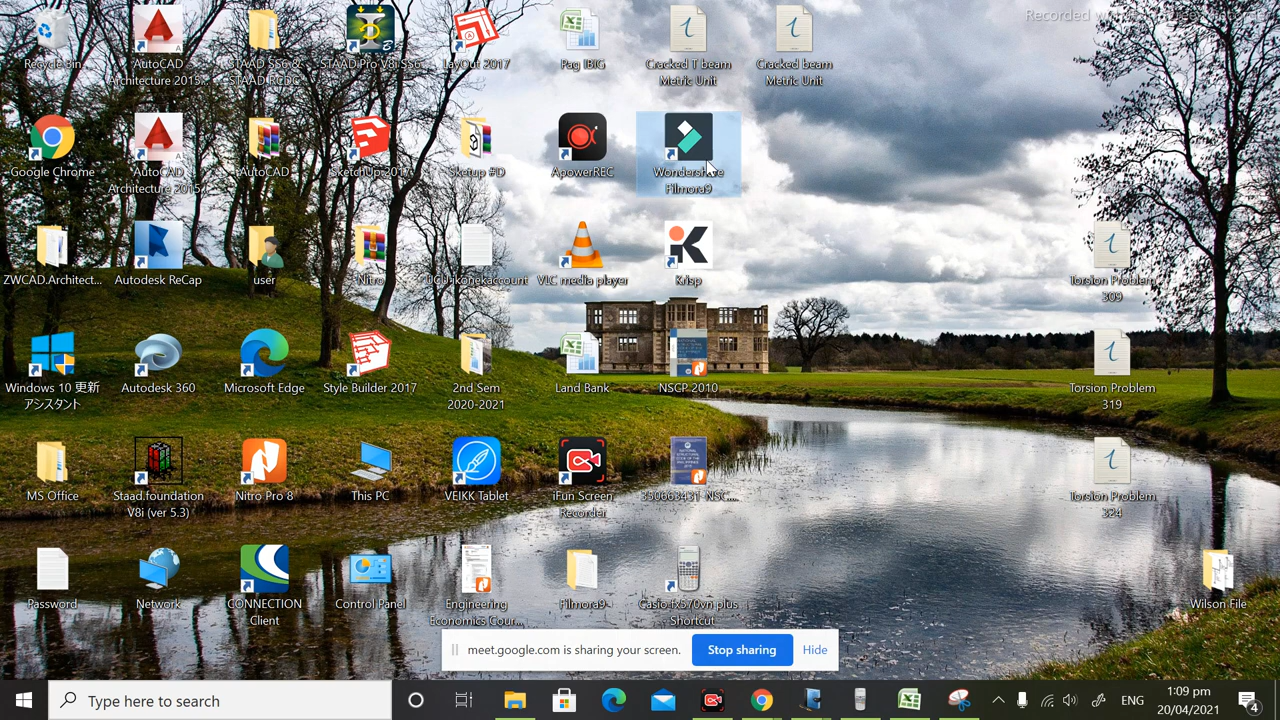 Recycle Bin
AutoCAD
Architecture 2015...
STAAD SS6 &
STAAD RCDC
STAAD.Pro V8i SS6
LayOut 2017
Pag IBIG
Cracked T beam
Metric Unit
Cracked beam
Metric Unit
Google Chrome
AutoCAD
Architecture 2015
AutoCAD
SketchUp 2017
Sketup #D
ApowerREC
Wondershare
Filmora9
ZWCAD.Architect...
Autodesk ReCap
user
Nitro
VLC media player
Krisp
Torsion Problem
309
Windows 10 更新
アシスタント
Autodesk 360
Microsoft Edge
Style Builder 2017
2nd Sem
2020-2021
Land Bank
NSCP 2010
Torsion Problem
319
MS Office
Staad.foundation
V8i (ver 5.3)
Nitro Pro 8
This PC
VEIKK Tablet
iFun Screen
Recorder
350663431-NSC...
Torsion Problem
324
Password
Network
CONNECTION
Client
Control Panel
Engineering
Economics Cour...
Filmora9
Casio-fx570vn plus
Shortcut
Wilson File
meet.google.com is sharing your screen.
Stop sharing
Hide
Type here to search
ENG
1:09 pm
20/04/2021
4